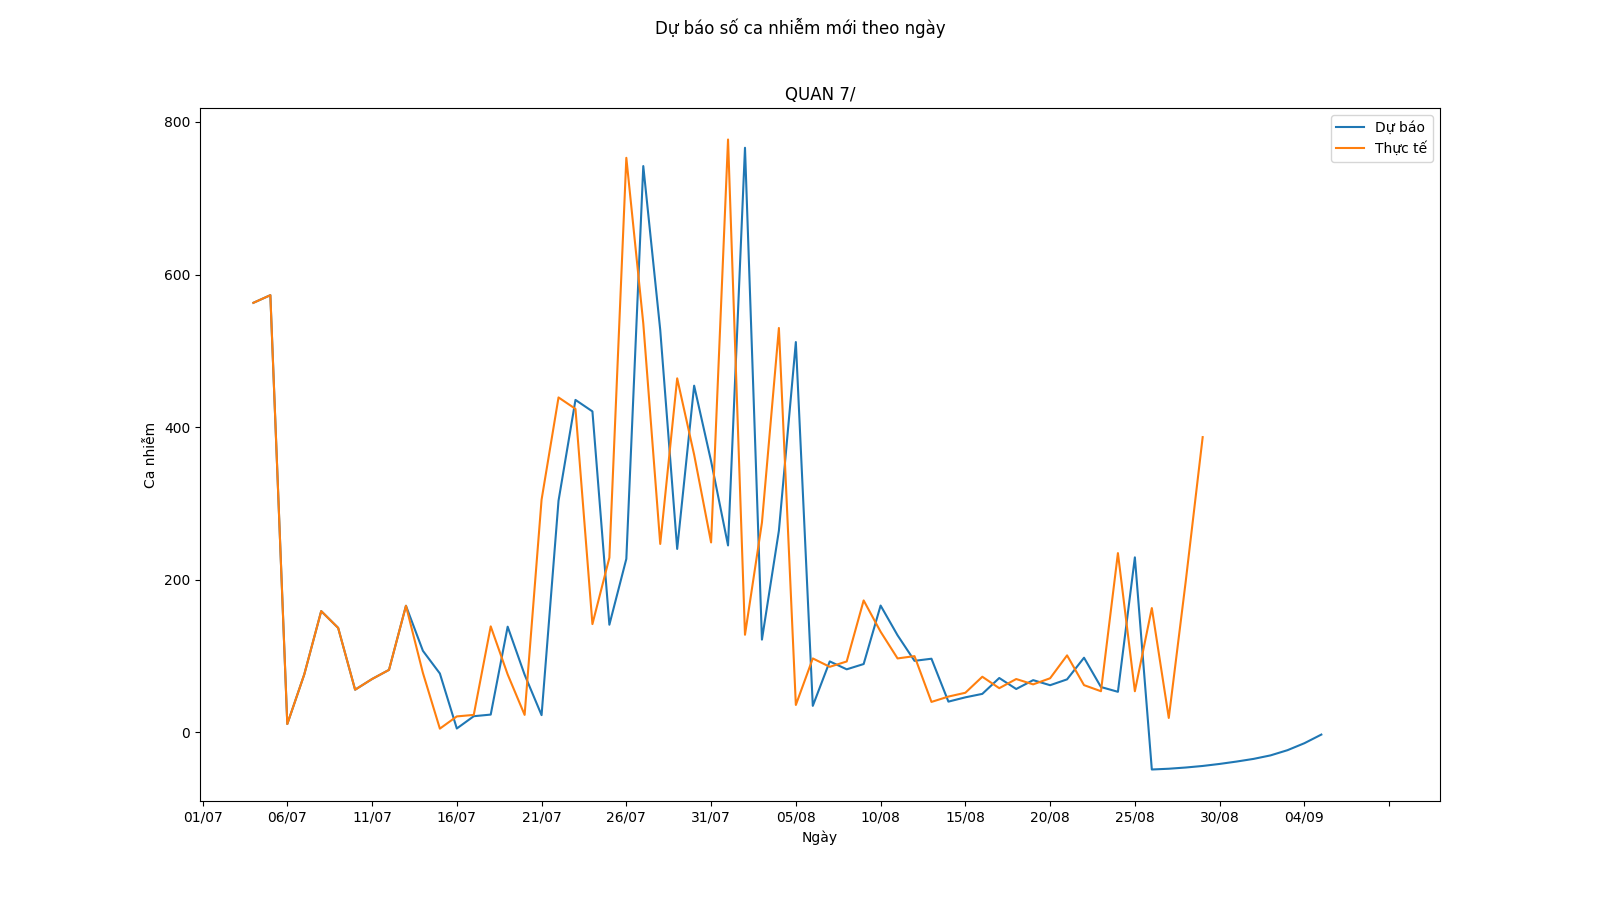 Dự báo số ca nhiễm mới theo ngày
QUAN 7/
Dự báo
Thực tế
800
600
400
200
0
Ca nhiễm
01/07 06/07 11/07 16/07 21/07 26/07 31/07 05/08 10/08 15/08 20/08 25/08 30/08 04/09
Ngày